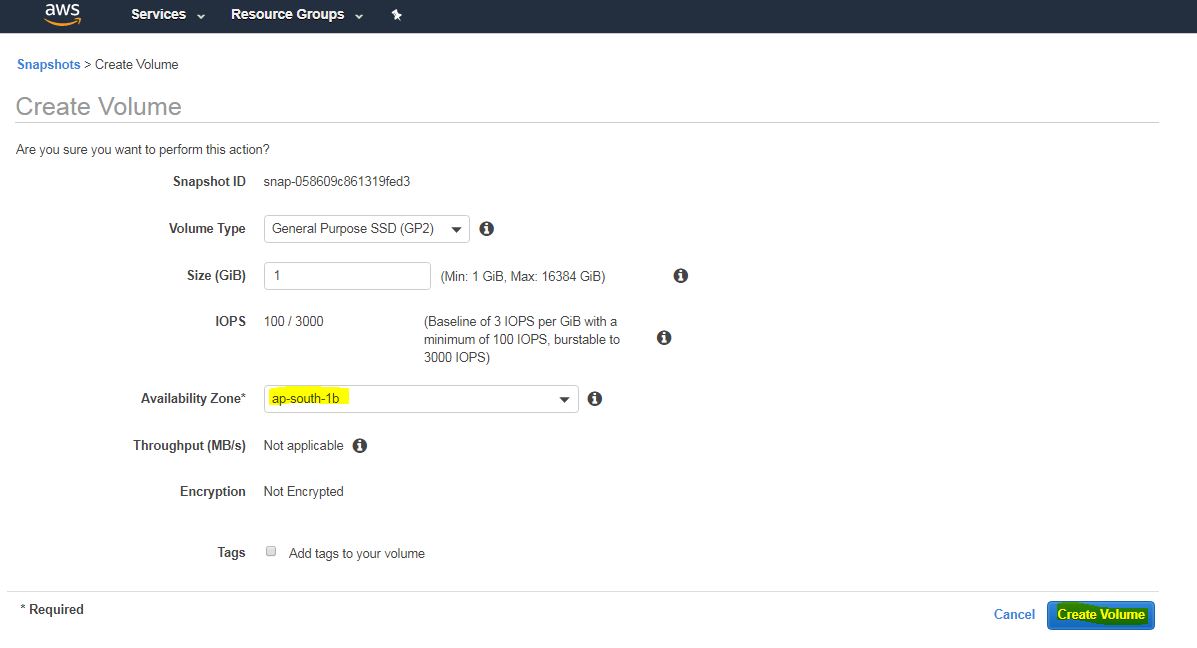 aws Services Resource Groups
Snapshots > Create Volume
Create Volume
Are you sure you want to perform this action?
Snapshot ID snap-058609c861319fed3
Volume Type General Purpose SSD (GP2)
Size (GiB) 1 (Min: 1 GiB, Max: 16384 GiB)
IOPS 100 / 3000 (Baseline of 3 IOPS per GiB with a
minimum of 100 IOPS, burstable to
3000 IOPS)
Availability Zone* ap-south-1b
Throughput (MB/s) Not applicable
Encryption Not Encrypted
Tags Add tags to your volume
* Required
Cancel Create Volume